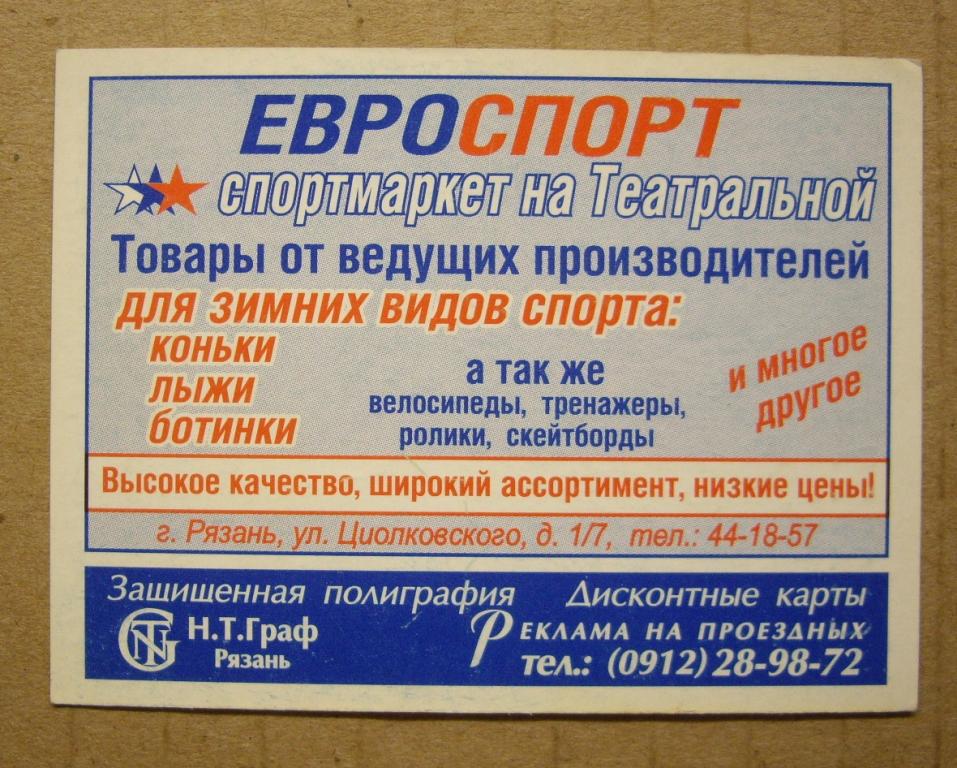 ЕВРОСПОРТ
спортмаркет на Театральной
Товары от ведущих производителей
для зимних видов спорта:
коньки
лыжи
ботинки
а так же
велосипеды, тренажеры,
ролики, скейтборды
и многое
другое
Высокое качество, широкий ассортимент, низкие цены!
г. Рязань, ул. Циолковского, д. 1/7, тел.: 44-18-57
Защищенная полиграфия Дисконтные карты
Н.Т.Граф
Рязань
Реклама на проездных
тел.: (0912) 28-98-72